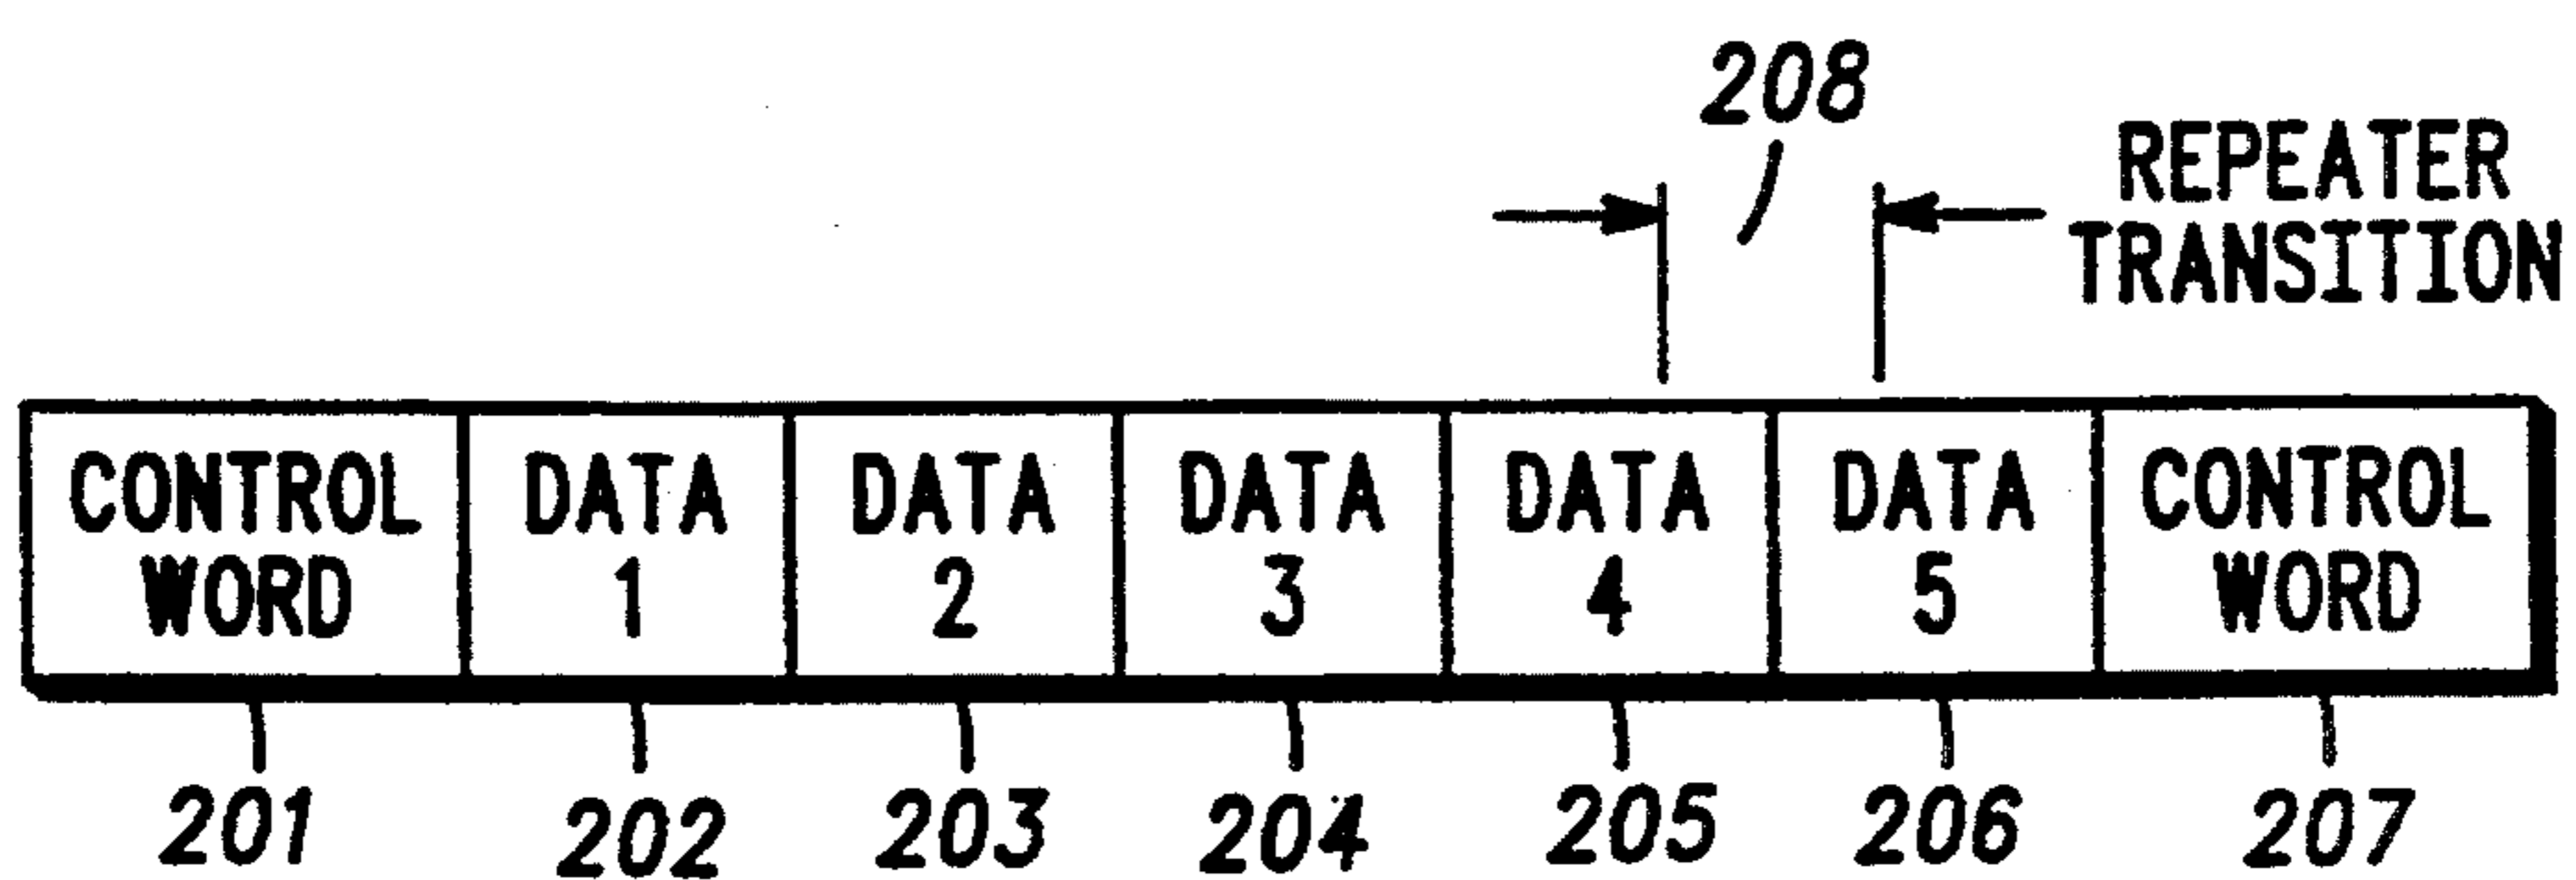 208
REPEATER
TRANSITION
CONTROL WORD
DATA 1
DATA 2
DATA 3
DATA 4
DATA 5
CONTROL WORD
201 202 203 204 205 206 207